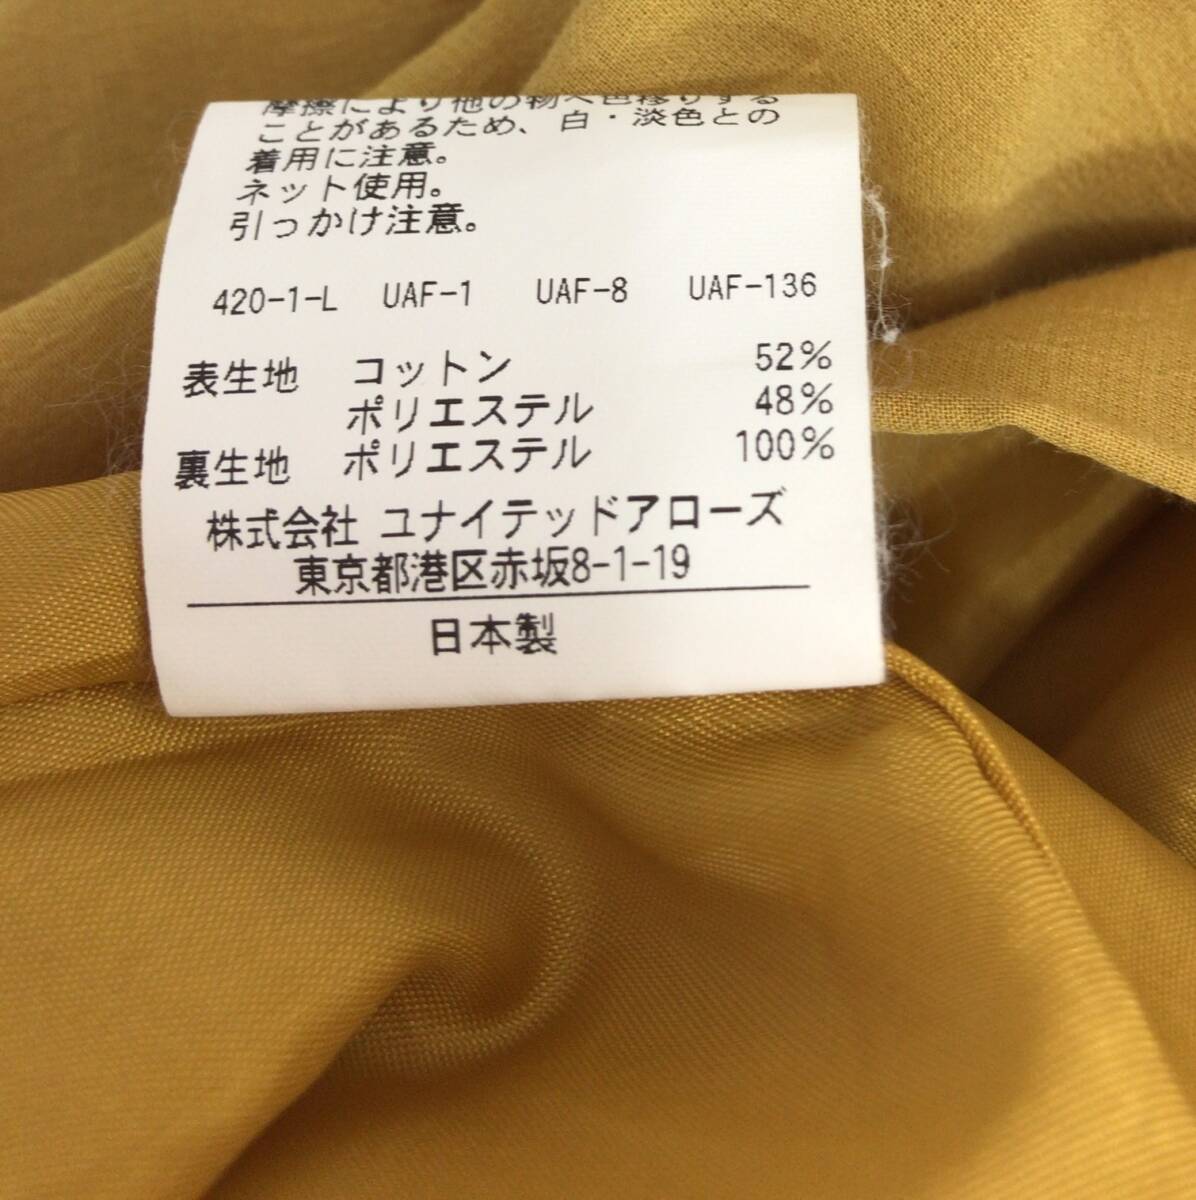 摩擦により他の物へ色移りする
ことがあるため、白・淡色との
着用に注意。
ネット使用。
引っかけ注意。
420-1-L UAF-1 UAF-8 UAF-136
表生地 コットン 52%
ポリエステル 48%
裏生地 ポリエステル 100%
株式会社 ユナイテッドアローズ
東京都港区赤坂8-1-19
日本製